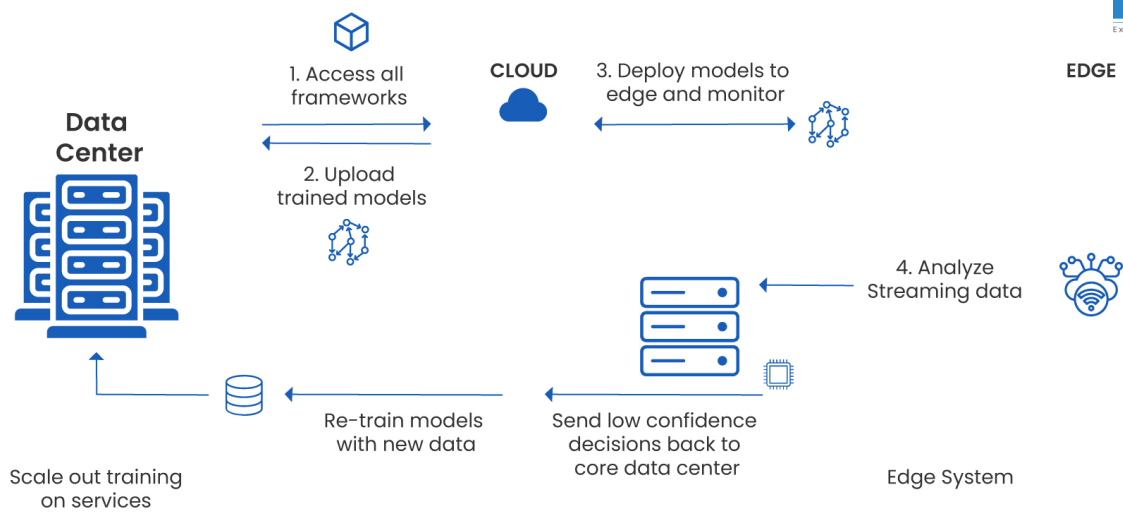 1. Access all
frameworks
CLOUD
3. Deploy models to
edge and monitor
EDGE
Data
Center
2. Upload
trained models
4. Analyze
Streaming data
Re-train models
with new data
Send low confidence
decisions back to
core data center
Scale out training
on services
Edge System